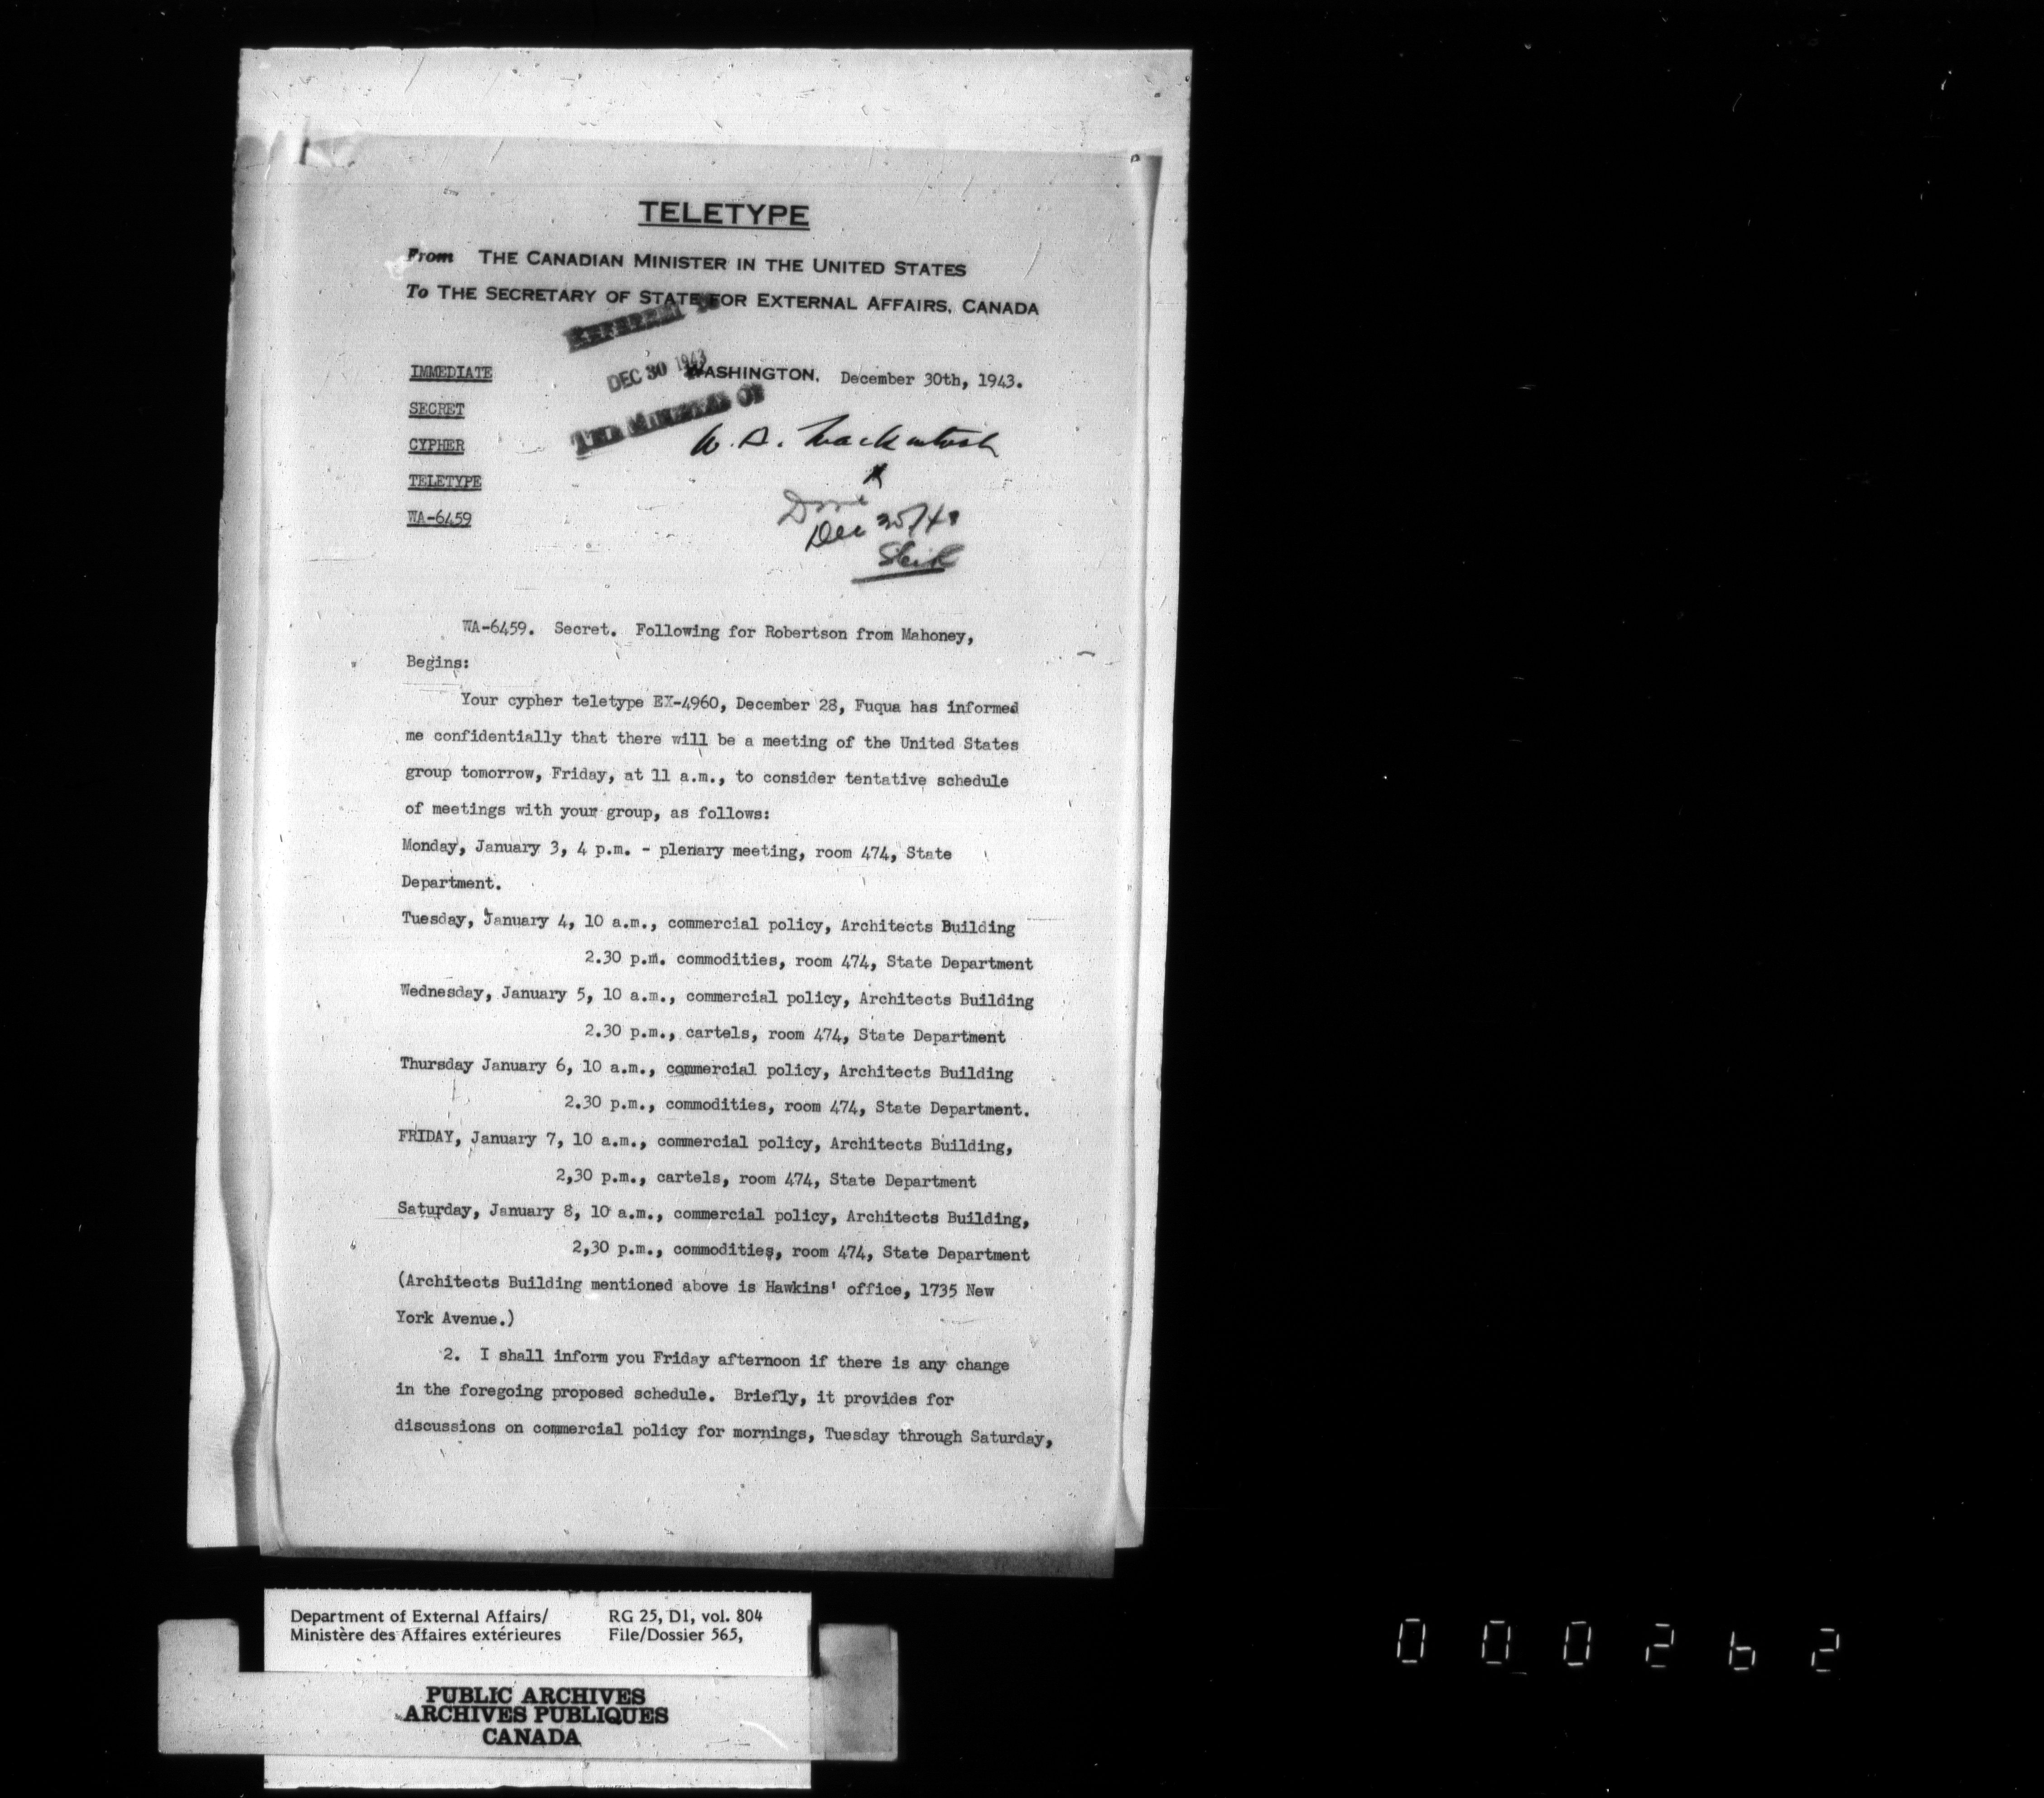 TELETYPE
From THE CANADIAN MINISTER IN THE UNITED STATES
To THE SECRETARY OF STATE FOR EXTERNAL AFFAIRS, CANADA
DEC 30 1943
WASHINGTON, December 30th, 1943.
IMMEDIATE
SECRET
CYPHER
TELETYPE
WA-6459
W. A. Mackintosh
Done
Dec 30/43
WA-6459. Secret. Following for Robertson from Mahoney,
Begins:
Your cypher teletype EX-4960, December 28, Fuqua has informed
me confidentially that there will be a meeting of the United States
group tomorrow, Friday, at 11 a.m., to consider tentative schedule
of meetings with your group, as follows:
Monday, January 3, 4 p.m. - plenary meeting, room 474, State
Department.
Tuesday, January 4, 10 a.m., commercial policy, Architects Building
2.30 p.m. commodities, room 474, State Department
Wednesday, January 5, 10 a.m., commercial policy, Architects Building
2.30 p.m., cartels, room 474, State Department
Thursday January 6, 10 a.m., commercial policy, Architects Building
2.30 p.m., commodities, room 474, State Department.
FRIDAY, January 7, 10 a.m., commercial policy, Architects Building,
2,30 p.m., cartels, room 474, State Department
Saturday, January 8, 10 a.m., commercial policy, Architects Building,
2,30 p.m., commodities, room 474, State Department
(Architects Building mentioned above is Hawkins' office, 1735 New
York Avenue.)
2. I shall inform you Friday afternoon if there is any change
in the foregoing proposed schedule. Briefly, it provides for
discussions on commercial policy for mornings, Tuesday through Saturday,
Department of External Affairs/ RG 25, D1, vol. 804
Ministère des Affaires extérieures File/Dossier 565,
PUBLIC ARCHIVES
ARCHIVES PUBLIQUES
CANADA
000262